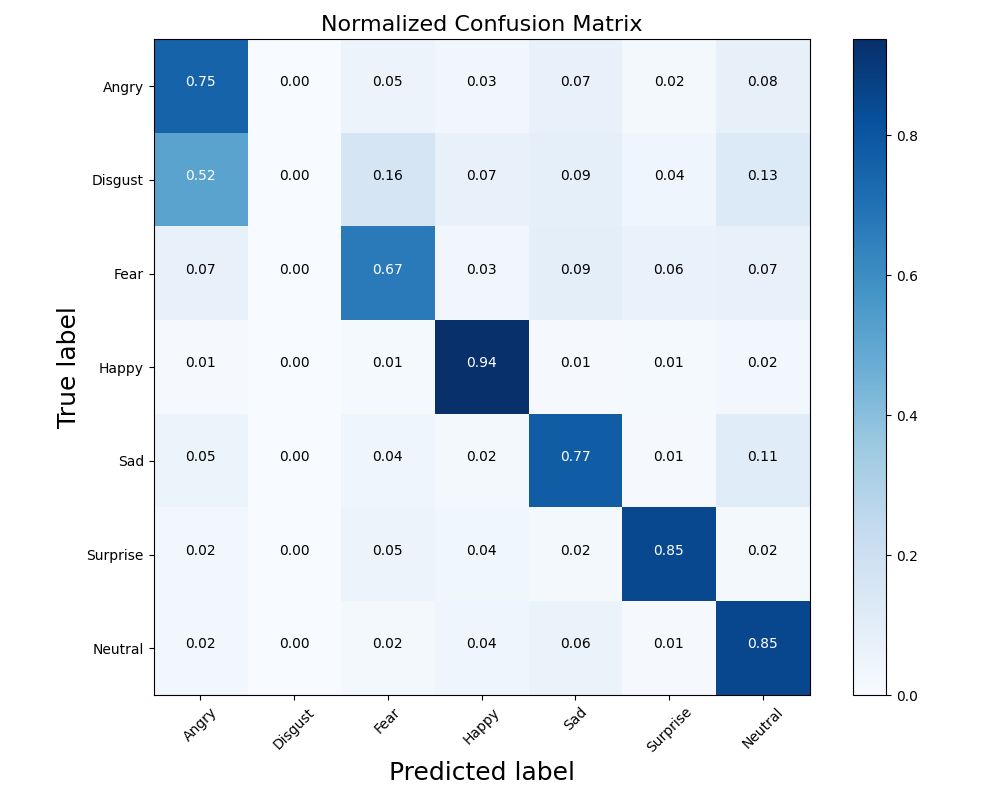 Normalized Confusion Matrix
Angry 0.75 0.00 0.05 0.03 0.07 0.02 0.08
Disgust 0.52 0.00 0.16 0.07 0.09 0.04 0.13
Fear 0.07 0.00 0.67 0.03 0.09 0.06 0.07
Happy 0.01 0.00 0.01 0.94 0.01 0.01 0.02
Sad 0.05 0.00 0.04 0.02 0.77 0.01 0.11
Surprise 0.02 0.00 0.05 0.04 0.02 0.85 0.02
Neutral 0.02 0.00 0.02 0.04 0.06 0.01 0.85
Angry Disgust Fear Happy Sad Surprise Neutral
Predicted label
True label
0.8
0.6
0.4
0.2
0.0